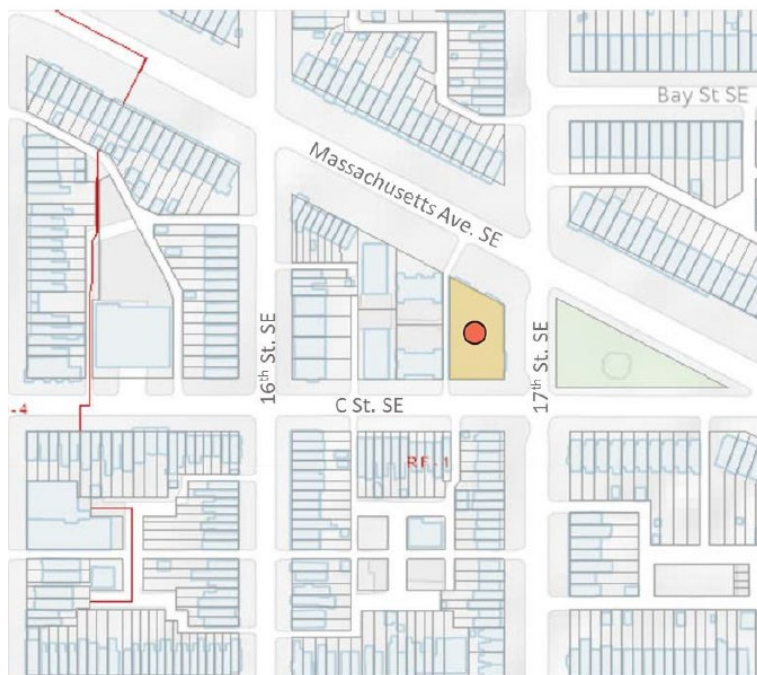 Bay St SE
Massachusetts Ave. SE
16th St. SE
17th St. SE
C St. SE
-4
RF-1